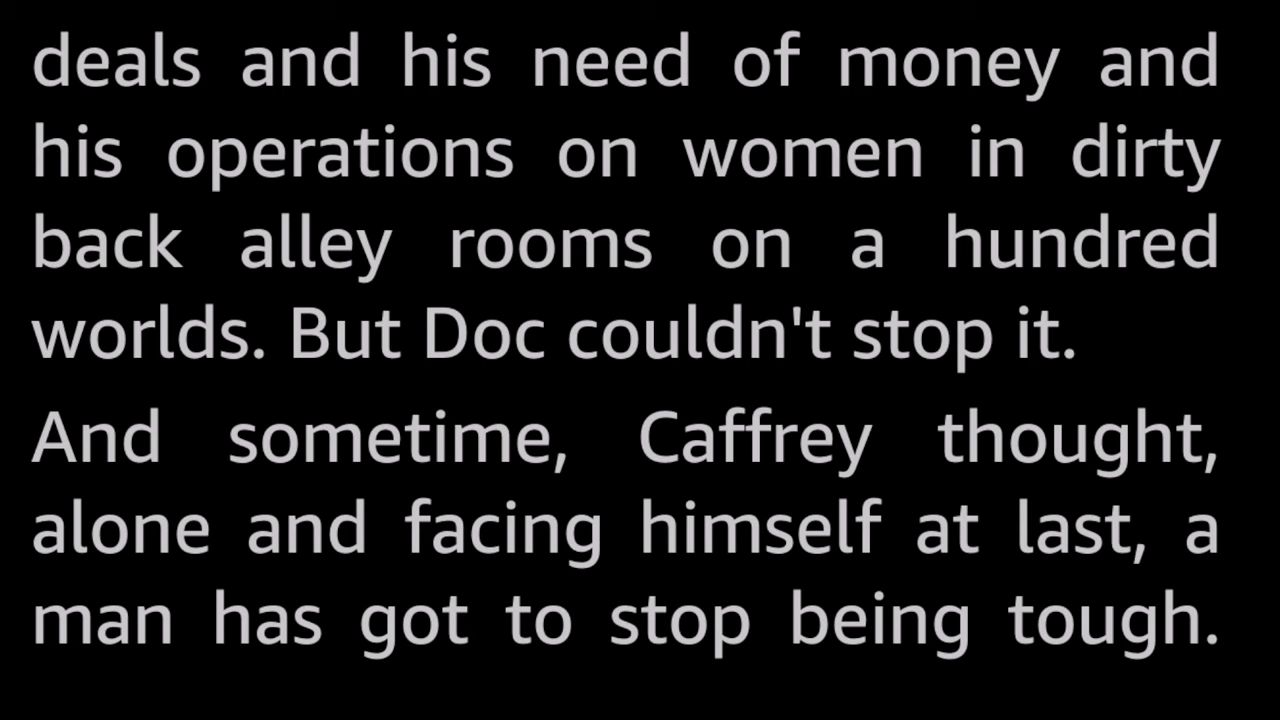 deals and his need of money and
his operations on women in dirty
back alley rooms on a hundred
worlds. But Doc couldn't stop it.
And sometime, Caffrey thought,
alone and facing himself at last, a
man has got to stop being tough.